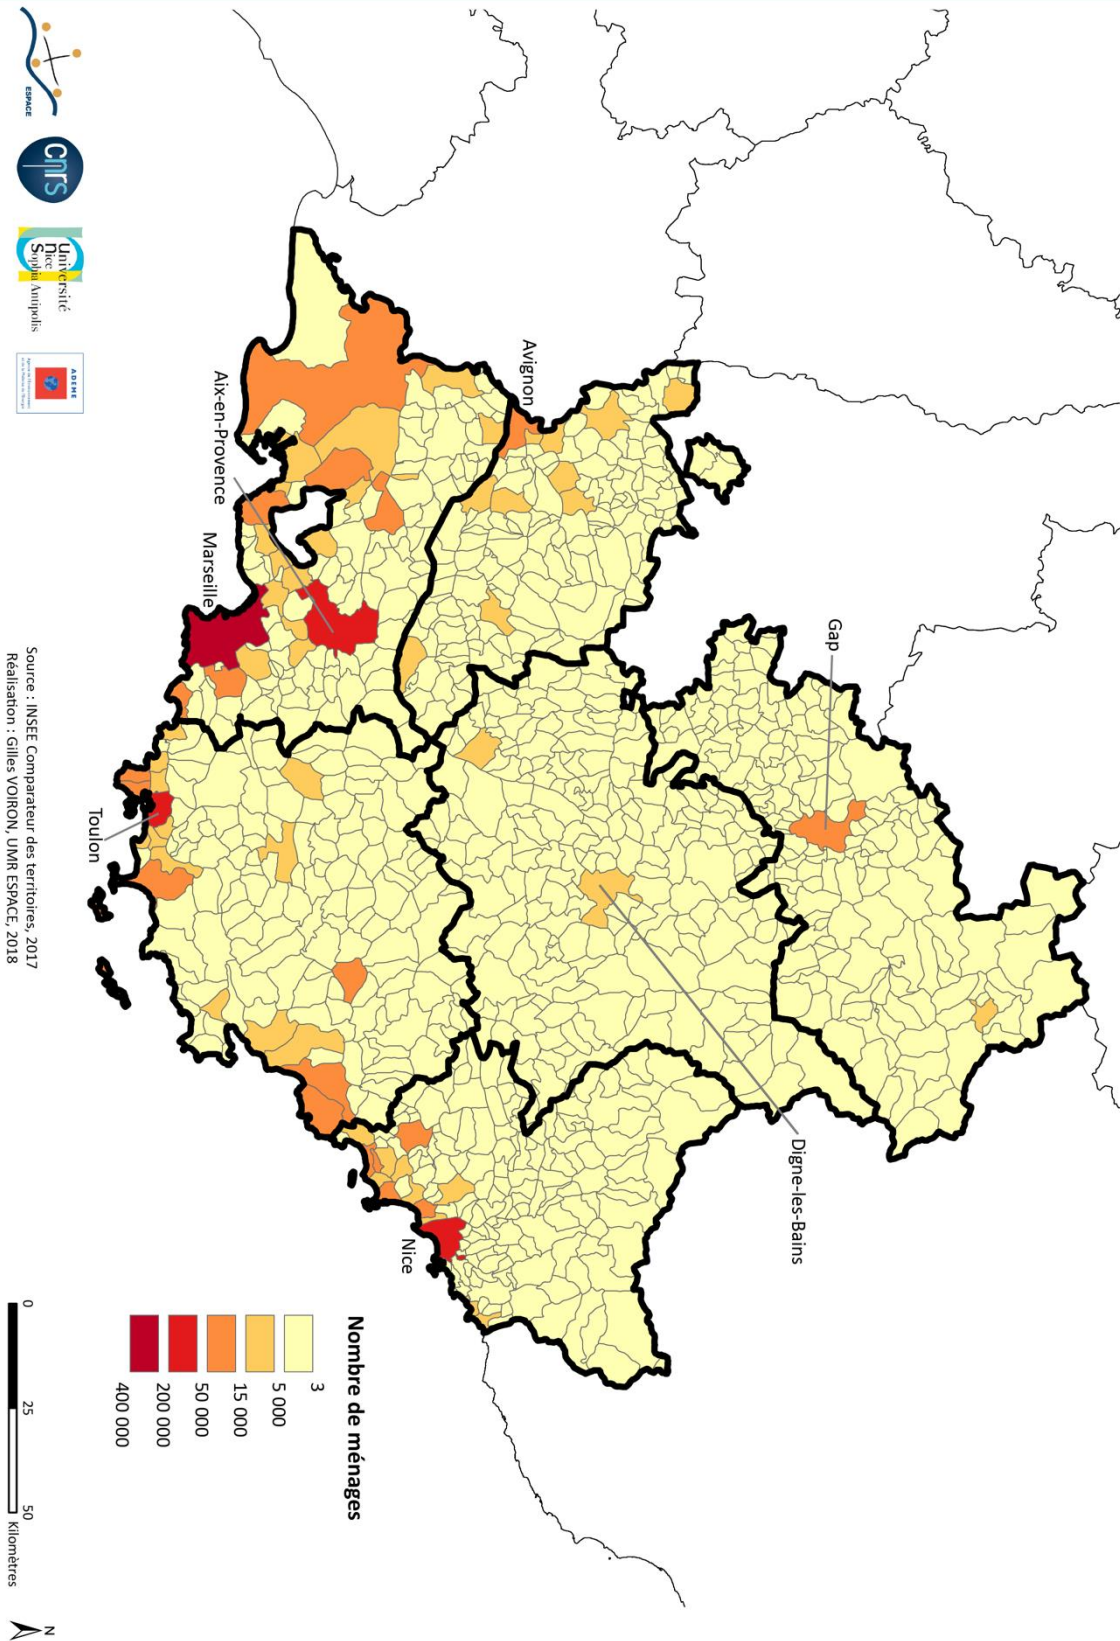 Gap
Digne-les-Bains
Avignon
Aix-en-Provence
Marseille
Toulon
Nice
Nombre de ménages
3
5 000
15 000
50 000
200 000
400 000
0 25 50
Kilomètres
N
Source : INSEE Comparateur des territoires, 2017
Réalisation : Gilles VOIRON, UMR ESPACE, 2018
ESPACE
cnrs
Université
nice
Sophia Antipolis
ADEME